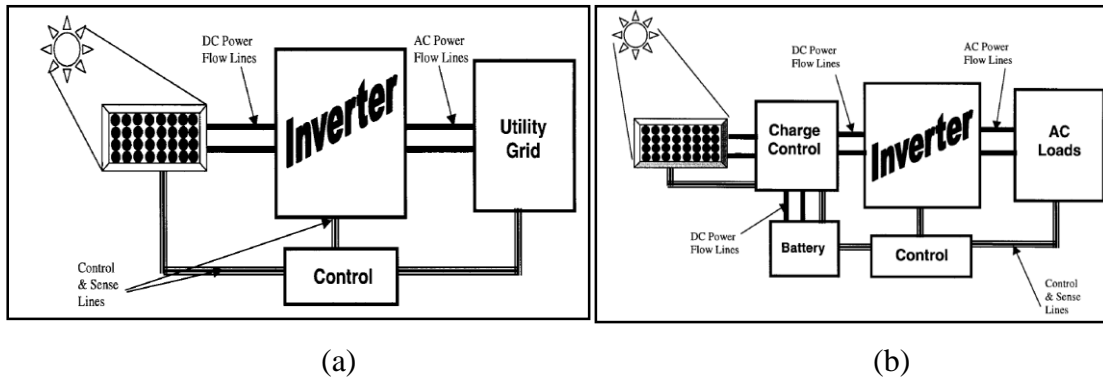 DC Power
Flow Lines
AC Power
Flow Lines
Inverter
Utility
Grid
Control
Control
& Sense
Lines
(a)
DC Power
Flow Lines
AC Power
Flow Lines
Charge
Control
Inverter
AC
Loads
DC Power
Flow Lines
Battery
Control
Control
& Sense
Lines
(b)